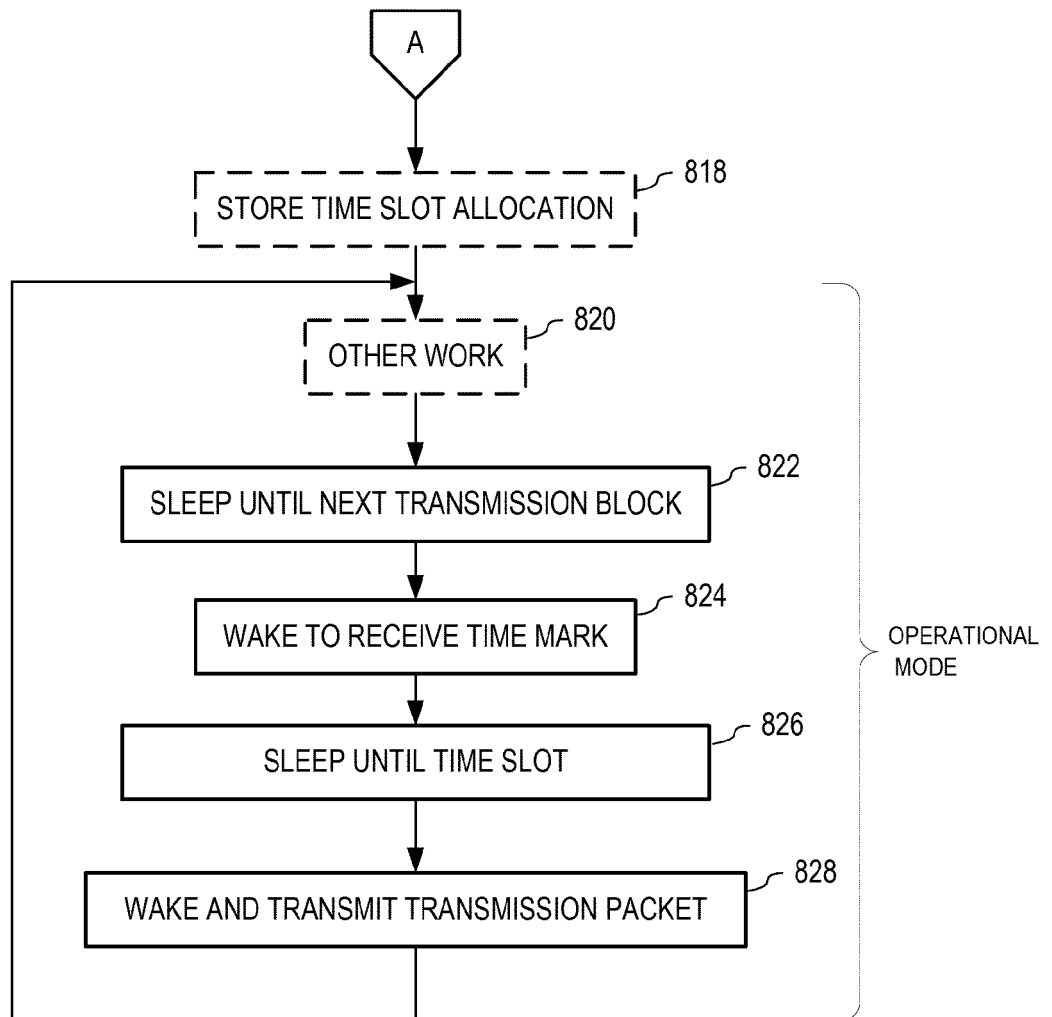 A
818
STORE TIME SLOT ALLOCATION
820
OTHER WORK
822
SLEEP UNTIL NEXT TRANSMISSION BLOCK
824
WAKE TO RECEIVE TIME MARK
OPERATIONAL
MODE
826
SLEEP UNTIL TIME SLOT
828
WAKE AND TRANSMIT TRANSMISSION PACKET